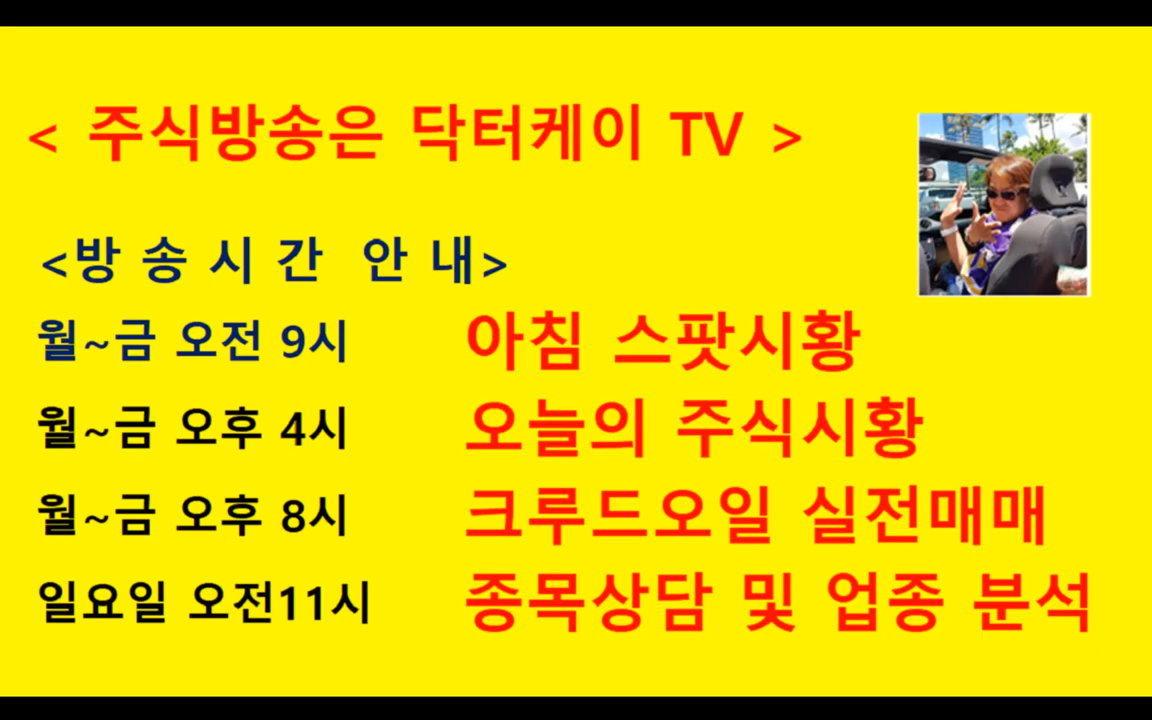 < 주식방송은 닥터케이 TV >
<방 송 시 간 안 내>
월~금 오전 9시 아침 스팟시황
월~금 오후 4시 오늘의 주식시황
월~금 오후 8시 크루드오일 실전매매
일요일 오전11시 종목상담 및 업종 분석